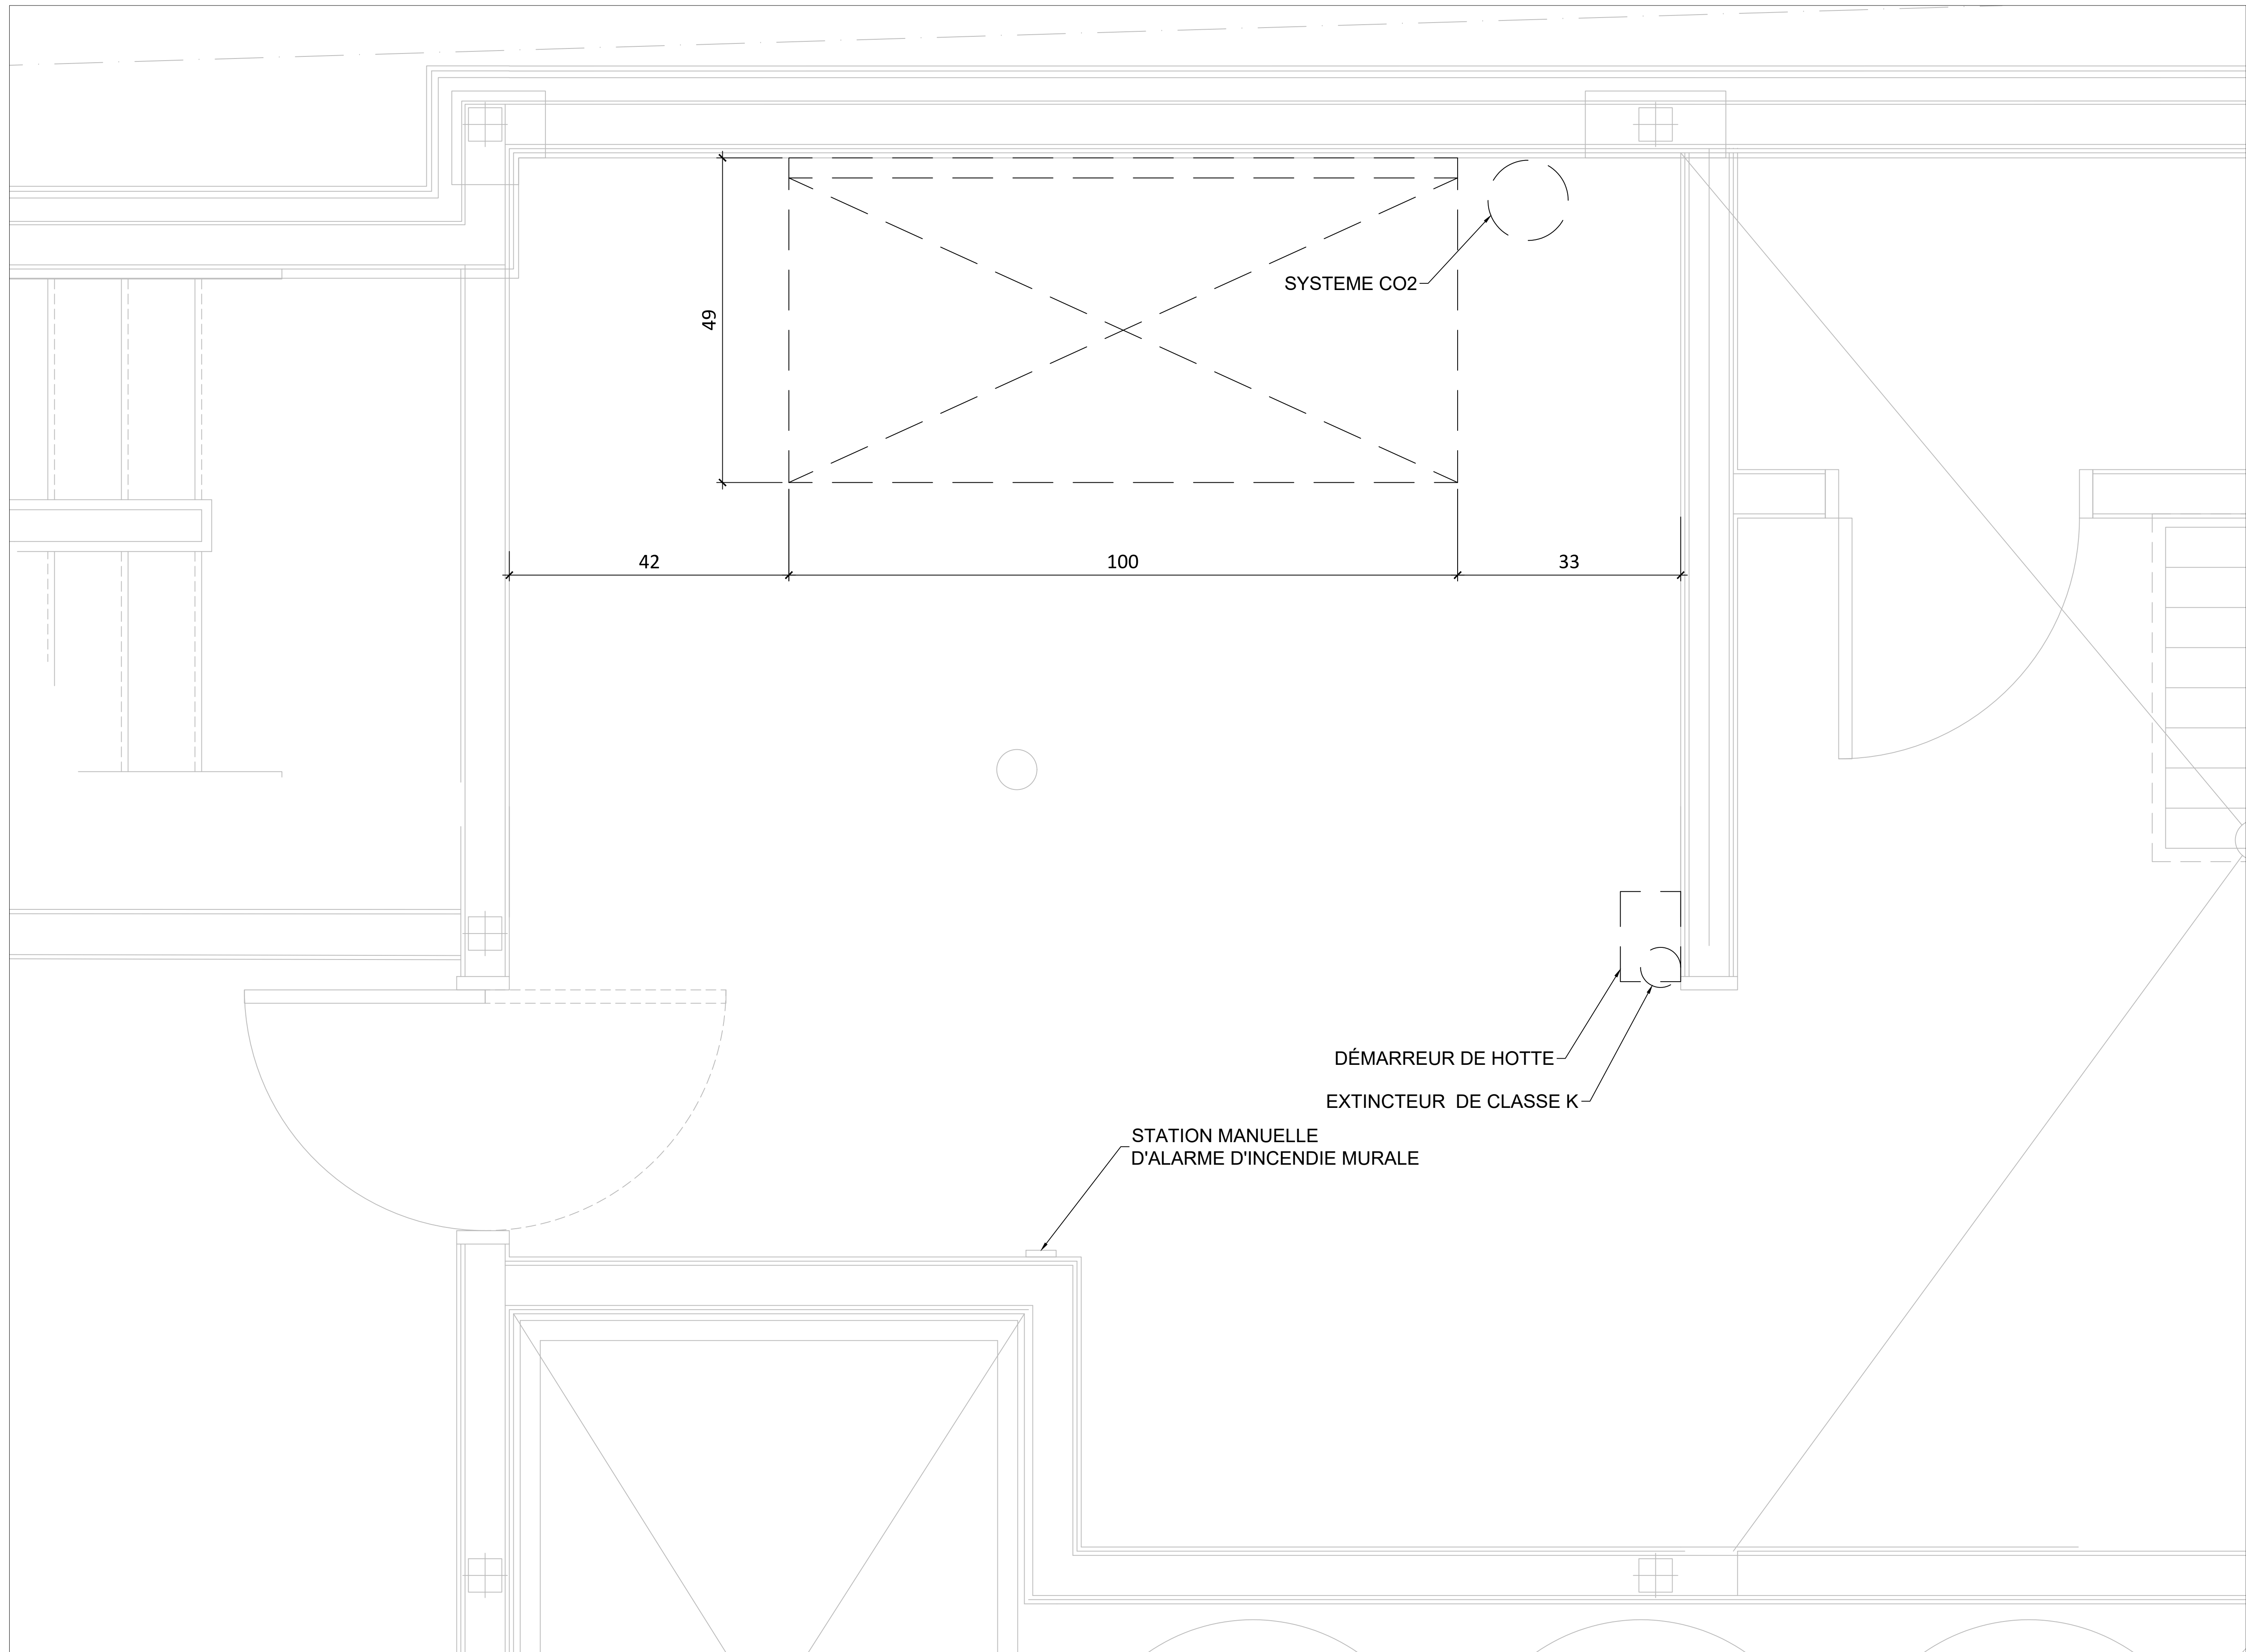 SYSTEME CO2
49
42
100
33
DÉMARREUR DE HOTTE
EXTINCTEUR DE CLASSE K
STATION MANUELLE
D'ALARME D'INCENDIE MURALE